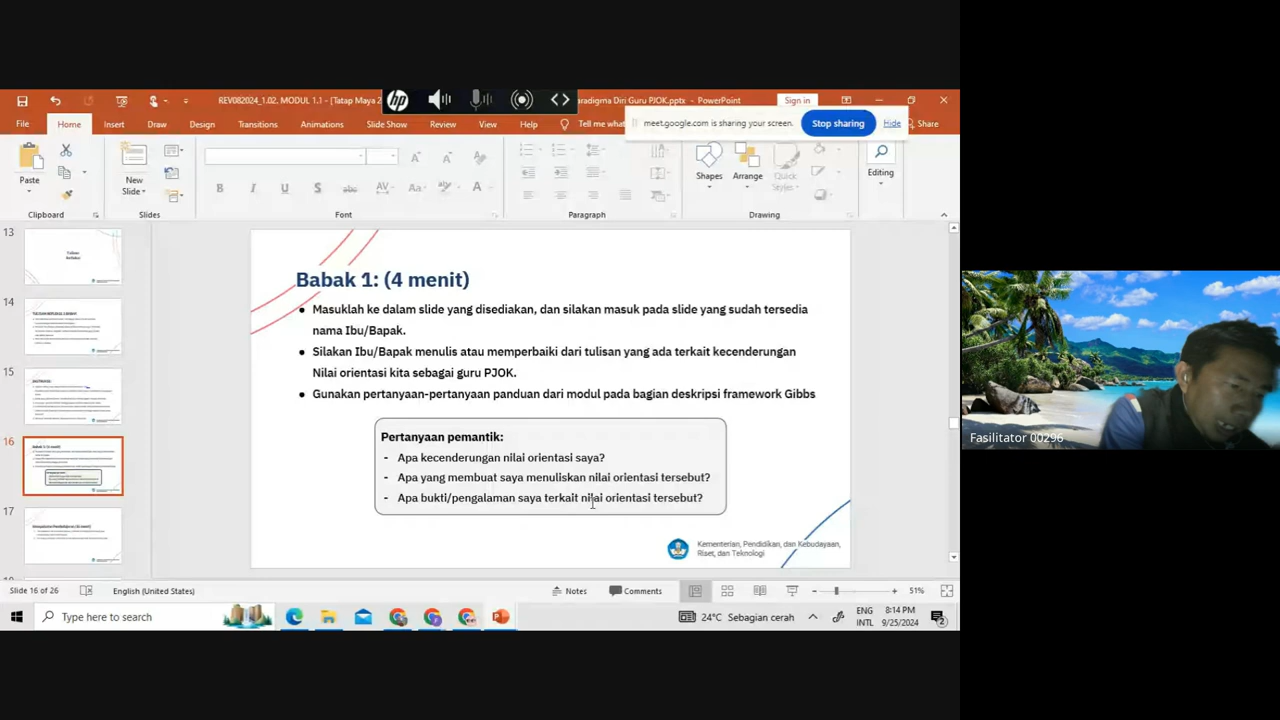 REV082024_1.02. MODUL 1.1 - [Tatap Maya 2
aradigma Diri Guru PJOK.pptx - PowerPoint
Sign in
File Home Insert Draw Design Transitions Animations Slide Show Review View Help Tell me what Share
meet.google.com is sharing your screen. Stop sharing Hide
Paste
New Slide
Shapes
Arrange
Quick Styles
Editing
Clipboard
Slides
Font
Paragraph
Drawing
hp
13
14
15
16
17
Babak 1: (4 menit)
● Masuklah ke dalam slide yang disediakan, dan silakan masuk pada slide yang sudah tersedia
nama Ibu/Bapak.
● Silakan Ibu/Bapak menulis atau memperbaiki dari tulisan yang ada terkait kecenderungan
Nilai orientasi kita sebagai guru PJOK.
● Gunakan pertanyaan-pertanyaan panduan dari modul pada bagian deskripsi framework Gibbs
Pertanyaan pemantik:
- Apa kecenderungan nilai orientasi saya?
- Apa yang membuat saya menuliskan nilai orientasi tersebut?
- Apa bukti/pengalaman saya terkait nilai orientasi tersebut?
Kementerian, Pendidikan, dan Kebudayaan,
Riset, dan Teknologi
Fasilitator 00296
Slide 16 of 26
English (United States)
Notes
Comments
51%
Type here to search
24°C Sebagian cerah
ENG
INTL
8:14 PM
9/25/2024
2